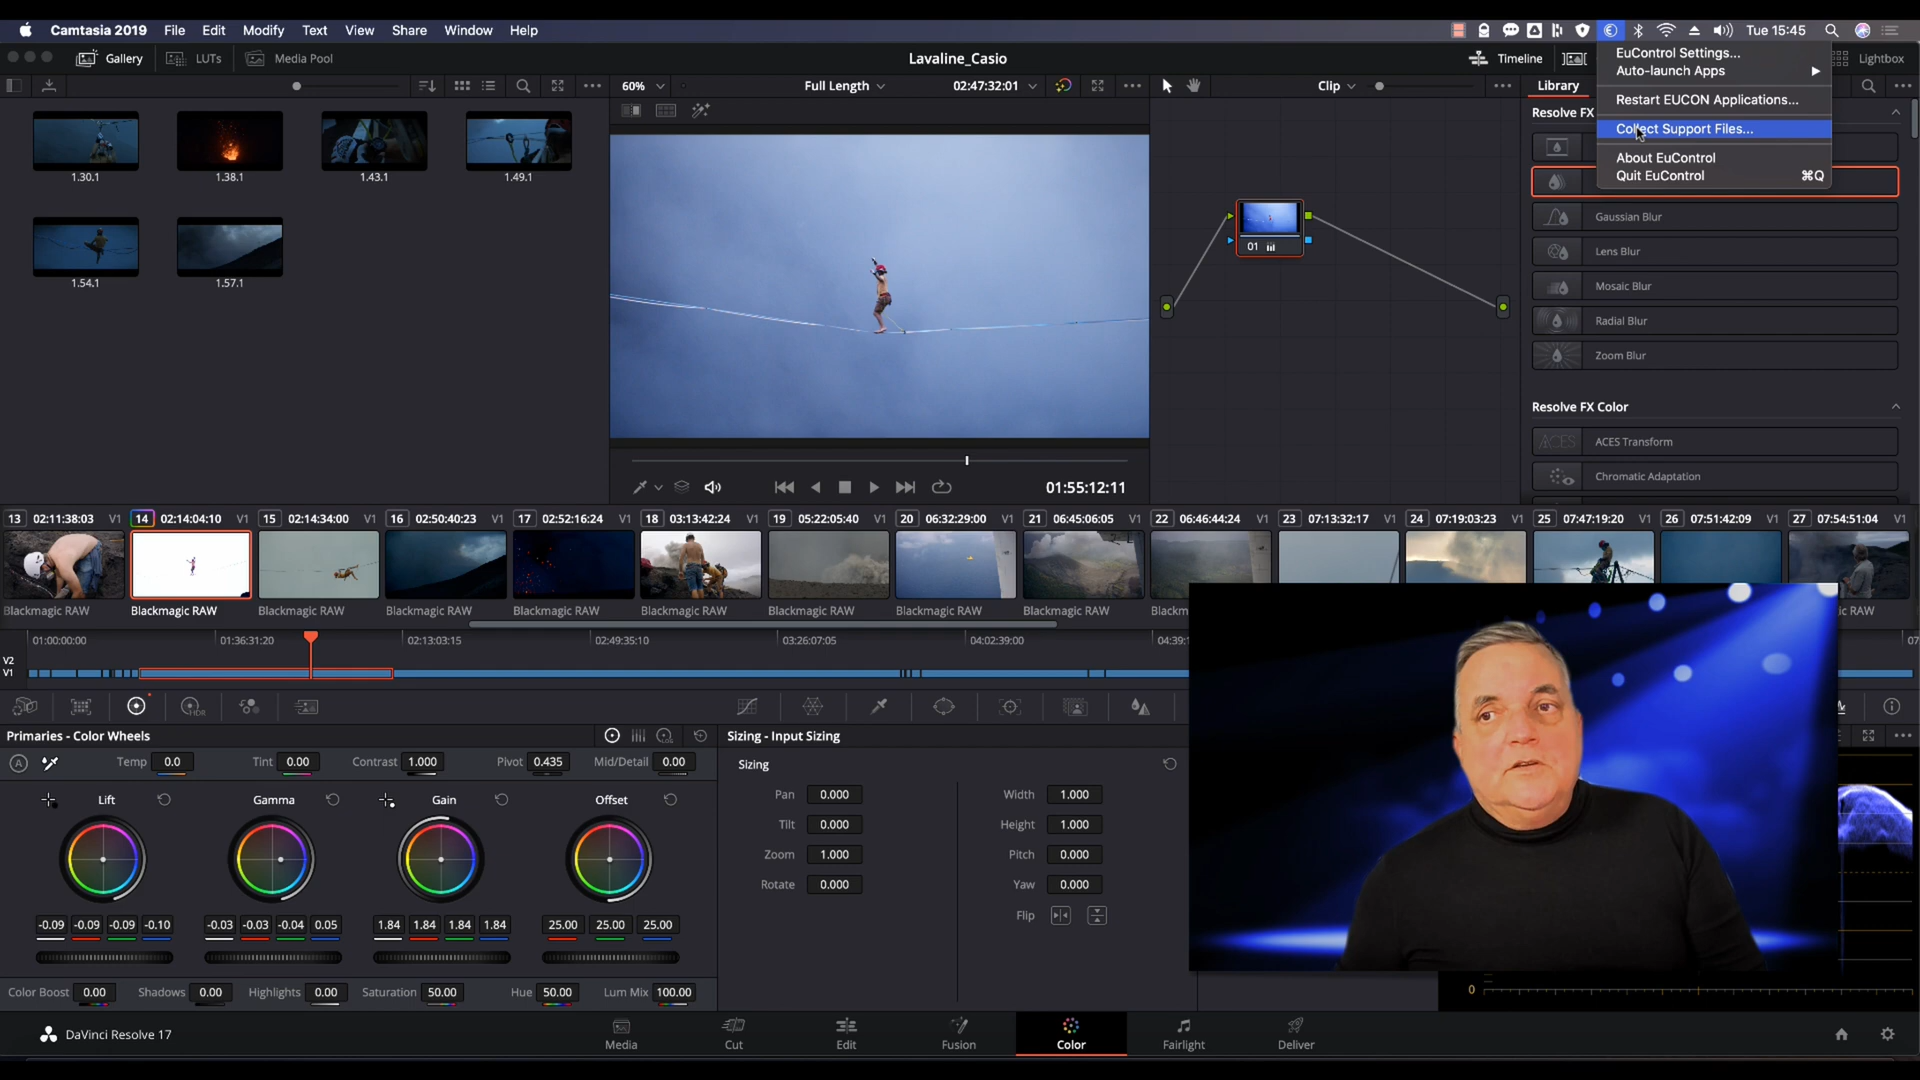 Camtasia 2019 File Edit Modify Text View Share Window Help Tue 15:45
Gallery LUTs Media Pool Lavaline_Casio Timeline Lightbox
EuControl Settings...
Auto-launch Apps
Restart EUCON Applications...
Collect Support Files...
About EuControl
Quit EuControl ⌘Q
60% Full Length 02:47:32:01 Clip Library
Resolve FX
1.30.1 1.38.1 1.43.1 1.49.1
1.54.1 1.57.1
01
Gaussian Blur
Lens Blur
Mosaic Blur
Radial Blur
Zoom Blur
Resolve FX Color
ACES ACES Transform
Chromatic Adaptation
01:55:12:11
13 02:11:38:03 V1 14 02:14:04:10 V1 15 02:14:34:00 V1 16 02:50:40:23 V1 17 02:52:16:24 V1 18 03:13:42:24 V1 19 05:22:05:40 V1 20 06:32:29:00 V1 21 06:45:06:05 V1 22 06:46:44:24 V1 23 07:13:32:17 V1 24 07:19:03:23 V1 25 07:47:19:20 V1 26 07:51:42:09 V1 27 07:54:51:04 V1
Blackmagic RAW Blackmagic RAW Blackmagic RAW Blackmagic RAW Blackmagic RAW Blackmagic RAW Blackmagic RAW Blackmagic RAW Blackmagic RAW Blackm ic RAW
01:00:00:00 01:36:31:20 02:13:03:15 02:49:35:10 03:26:07:05 04:02:39:00 04:39: 07
V2
V1
HDR
Primaries - Color Wheels Sizing - Input Sizing
A Temp 0.0 Tint 0.00 Contrast 1.000 Pivot 0.435 Mid/Detail 0.00 Sizing
Lift Gamma Gain Offset
Pan 0.000 Width 1.000
Tilt 0.000 Height 1.000
Zoom 1.000 Pitch 0.000
Rotate 0.000 Yaw 0.000
Flip
-0.09 -0.09 -0.09 -0.10 -0.03 -0.03 -0.04 0.05 1.84 1.84 1.84 1.84 25.00 25.00 25.00
Color Boost 0.00 Shadows 0.00 Highlights 0.00 Saturation 50.00 Hue 50.00 Lum Mix 100.00
0
DaVinci Resolve 17 Media Cut Edit Fusion Color Fairlight Deliver